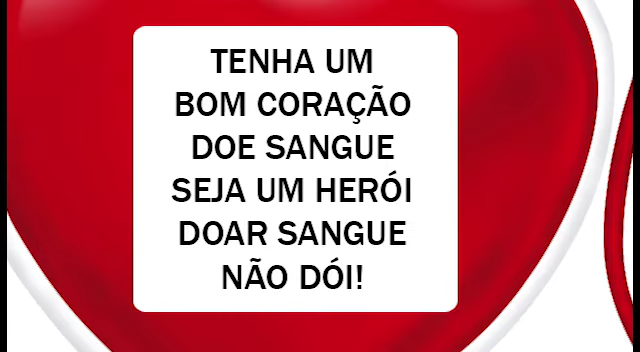 TENHA UM
BOM CORAÇÃO
DOE SANGUE
SEJA UM HERÓI
DOAR SANGUE
NÃO DÓI!